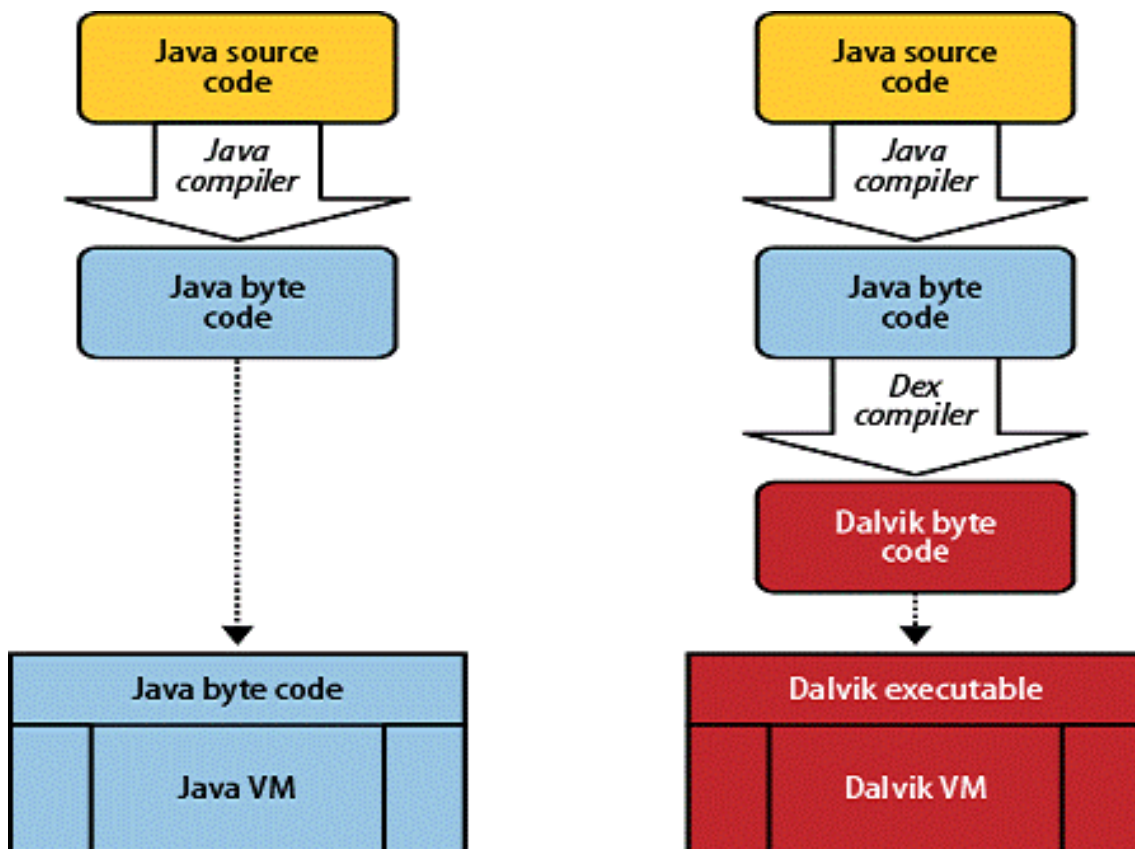 Java source
code
Java
compiler
Java byte
code
Java byte code
Java VM
Java source
code
Java
compiler
Java byte
code
Dex
compiler
Dalvik byte
code
Dalvik executable
Dalvik VM